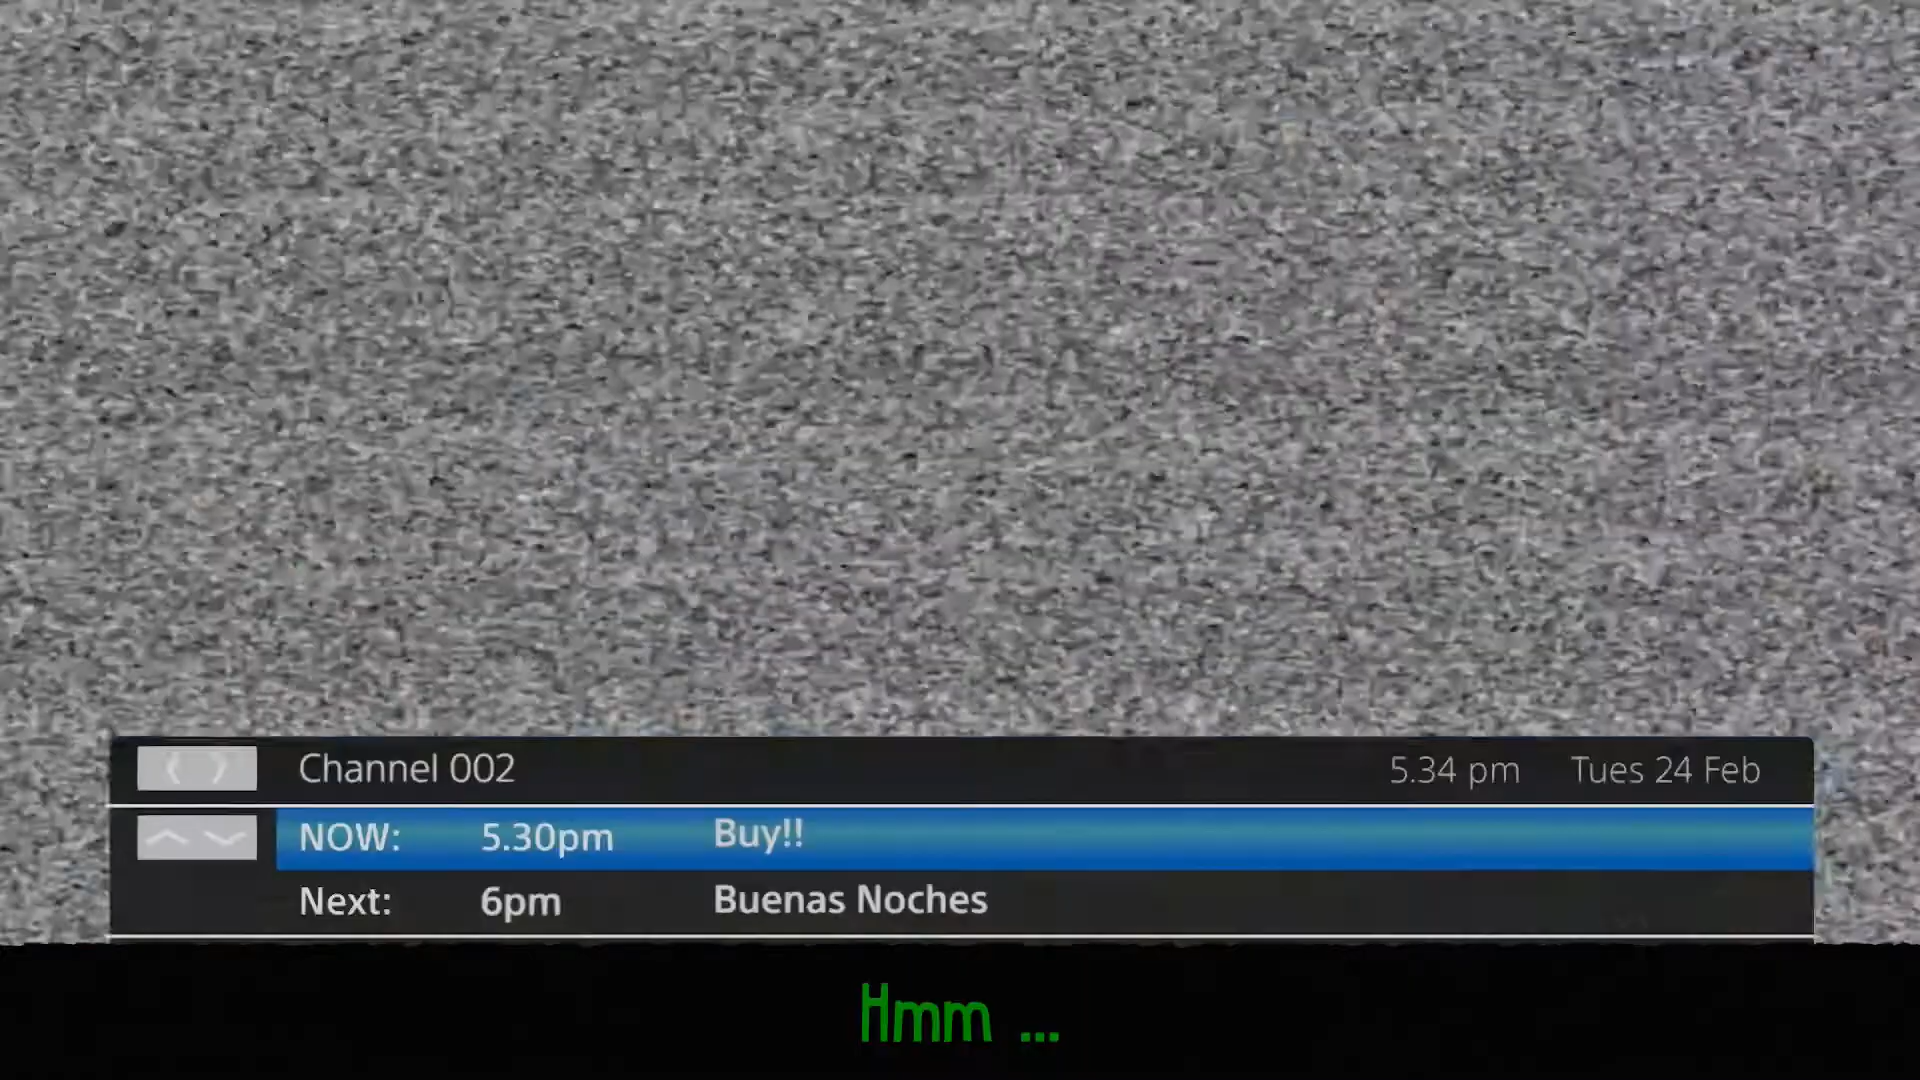 Channel 002 5.34 pm Tues 24 Feb
NOW: 5.30pm Buy!!
Next: 6pm Buenas Noches
Hmm ...